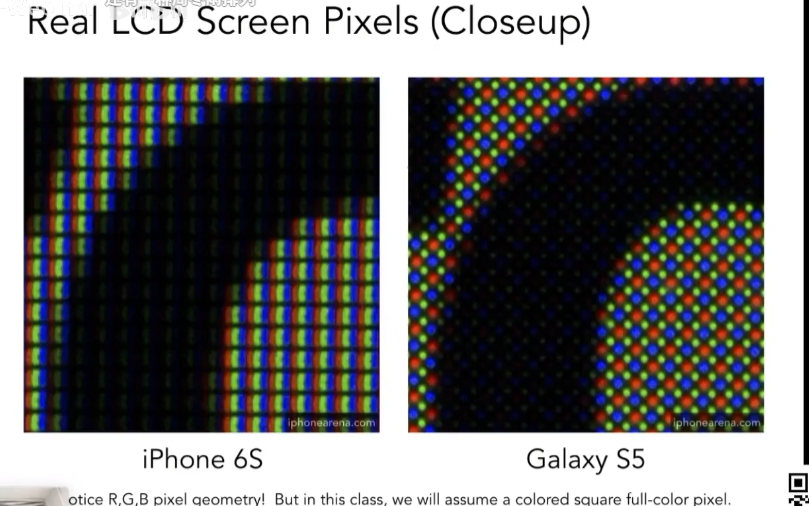 Real LCD Screen Pixels (Closeup)
iphonearena.com
iphonearena.com
iPhone 6S
Galaxy S5
otice R,G,B pixel geometry! But in this class, we will assume a colored square full-color pixel.